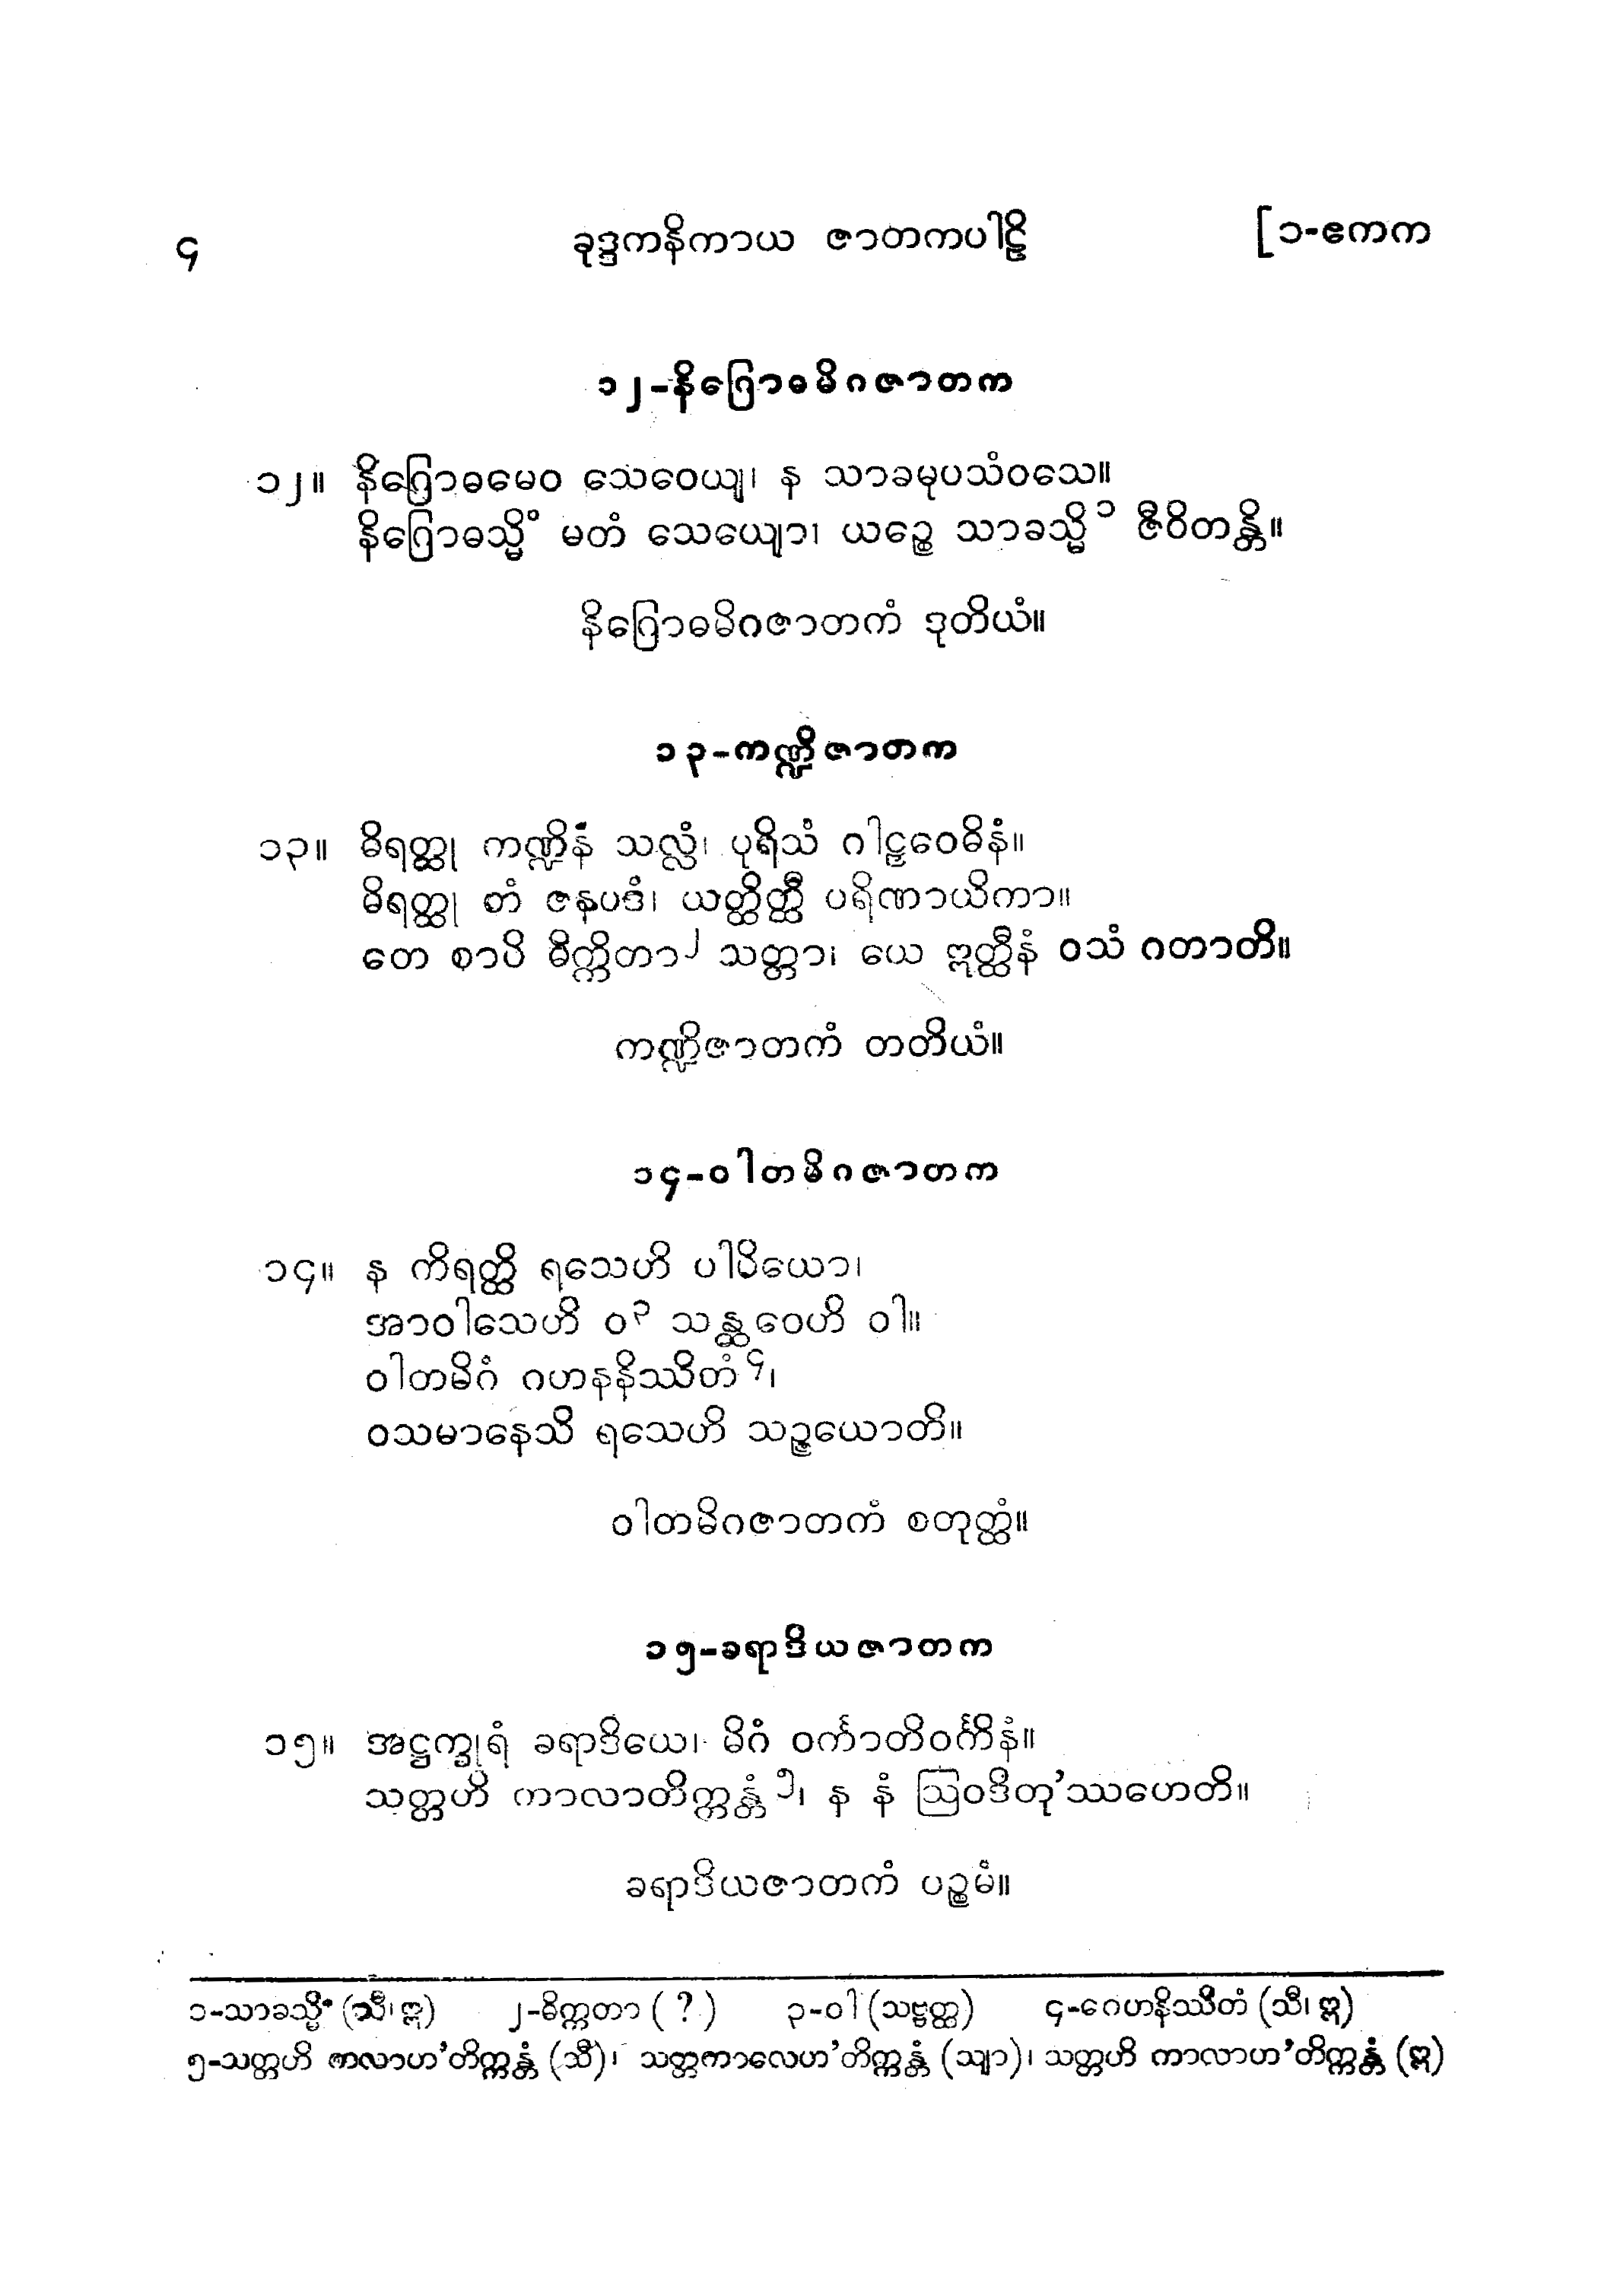 ၄ ခုဒ္ဒကနိကာယ ဇာတကပါဠိ [၁-ဧကက
၁၂-နိဂြောဓမိဂဇာတက
၁၂။ နိဂြောဓမေဝ သေဝေယျ၊ န သာခမုပသံဝသေ။
နိဂြောဓသ္မိံ မတံ သေယျော၊ ယဉ္စေ သာခသ္မိ ၁ ဇီဝိတန္တိ။
နိဂြောဓမိဂဇာတကံ ဒုတိယံ။
၁၃-ကဏ္ဍိဇာတက
၁၃။ ဓိရတ္ထု ကဏ္ဍိနံ သလ္လံ၊ ပုရိသံ ဂါဠှဝေဓိနံ။
ဓိရတ္ထု တံ ဇနပဒံ၊ ယတ္ထိတ္ထီ ပရိဏာယိကာ။
တေ စာပိ ဓိက္ကိတာ ၂ သတ္တာ၊ ယေ ဣတ္ထီနံ ဝသံ ဂတာတိ။
ကဏ္ဍိဇာတကံ တတိယံ။
၁၄-ဝါတမိဂဇာတက
၁၄။ န ကိရတ္ထိ ရသေဟိ ပါပိယော၊
အာဝါသေဟိ ဝ ၃ သန္ထဝေဟိ ဝါ။
ဝါတမိဂံ ဂဟနနိဿိတံ ၄၊
ဝသမာနေသိ ရသေဟိ သဉ္ဇယောတိ။
ဝါတမိဂဇာတကံ စတုတ္ထံ။
၁၅-ခရာဒိယဇာတက
၁၅။ အဋ္ဌက္ခုရံ ခရာဒိယေ၊ မိဂံ ဝင်္ကာတိဝင်္ကိနံ။
သတ္တဟိ ကာလာတိက္ကန္တံ ၅၊ န နံ ဩဝဒိတု'ဿဟေတိ။
ခရာဒိယဇာတကံ ပဉ္စမံ။
၁-သာခသ္မိံ (သီ၊ ဣ) ၂-ဓိက္ကတာ ( ? ) ၃-ဝါ (သဗ္ဗတ္ထ) ၄-ဂေဟနိဿိတံ (သီ၊ ဣ)
၅-သတ္တဟိ ကာလာဟ'တိက္ကန္တံ (သီ)၊ သတ္တကာလေဟ'တိက္ကန္တံ (သျာ)၊ သတ္တဟိ ကာလာဟ'တိက္ကန္တံ (ဣ)